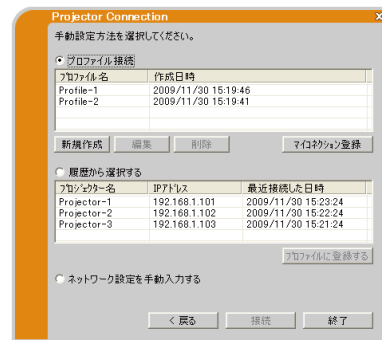 Projector Connection
手動設定方法を選択してください。
プロファイル接続
プロファイル名 作成日時
Profile-1 2009/11/30 15:19:46
Profile-2 2009/11/30 15:19:41
新規作成 編集 削除 マイコネクション登録
履歴から選択する
プロジェクター名 IPアドレス 最近接続した日時
Projector-1 192.168.1.101 2009/11/30 15:23:24
Projector-2 192.168.1.102 2009/11/30 15:22:24
Projector-3 192.168.1.103 2009/11/30 15:21:24
プロファイルに登録する
ネットワーク設定を手動入力する
< 戻る 接続 終了